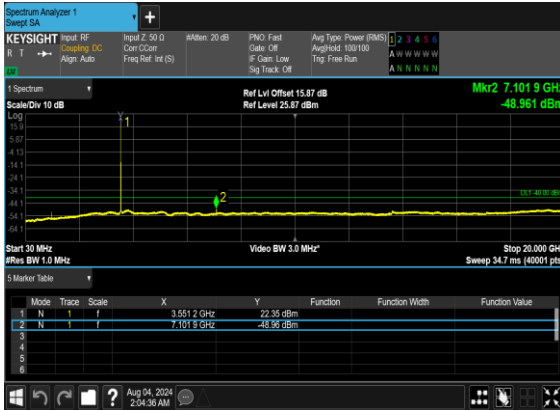 Spectrum Analyzer 1
Swept SA
+
KEYSIGHT Input: RF Input Z: 50 Ω #Atten: 20 dB PNO: Fast Avg Type: Power (RMS) 1 2 3 4 5 6
R T Coupling: DC Corr CCorr Gate: Off Avg|Hold: 100/100 A W W W W W
Align: Auto Freq Ref: Int (S) IF Gain: Low Trig: Free Run
LXI Sig Track: Off A N N N N N
1 Spectrum Ref Lvl Offset 15.87 dB Mkr2 7.101 9 GHz
Scale/Div 10 dB Ref Level 25.87 dBm -48.961 dBm
Log
15.9
5.87
-4.13
-14.1
-24.1
-34.1
-44.1
-54.1
-64.1
1
2
DL1 -40.00 dBm
Start 30 MHz Video BW 3.0 MHz* Stop 20.000 GHz
#Res BW 1.0 MHz Sweep 34.7 ms (40001 pts)
5 Marker Table
Mode Trace Scale X Y Function Function Width Function Value
1 N 1 f 3.551 2 GHz 22.35 dBm
2 N 1 f 7.101 9 GHz -48.96 dBm
3
4
5
6
? Aug 04, 2024
2:04:36 AM